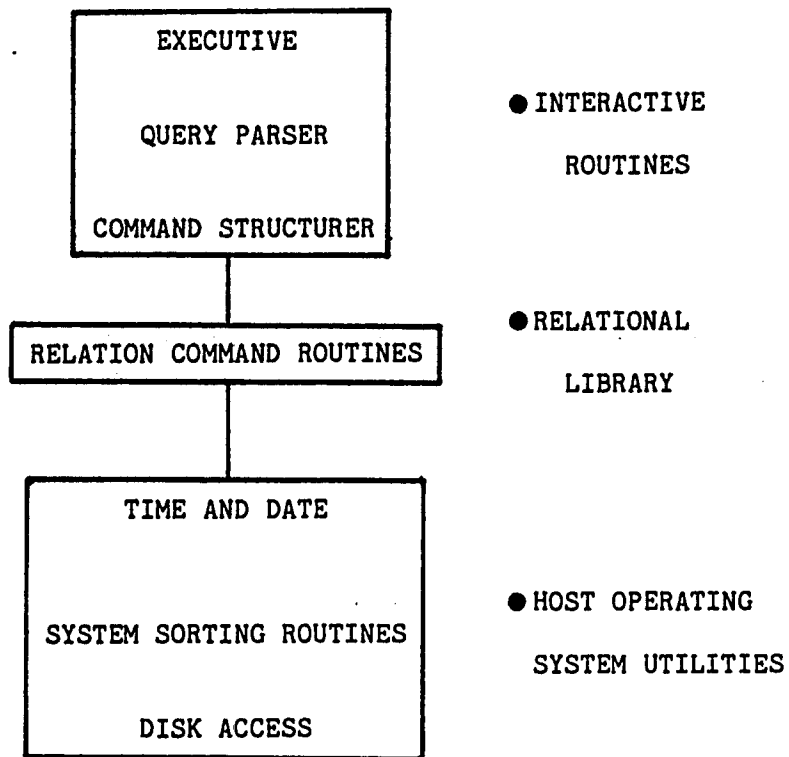 EXECUTIVE
QUERY PARSER
COMMAND STRUCTURER
● INTERACTIVE
ROUTINES
RELATION COMMAND ROUTINES
● RELATIONAL
LIBRARY
TIME AND DATE
SYSTEM SORTING ROUTINES
DISK ACCESS
● HOST OPERATING
SYSTEM UTILITIES